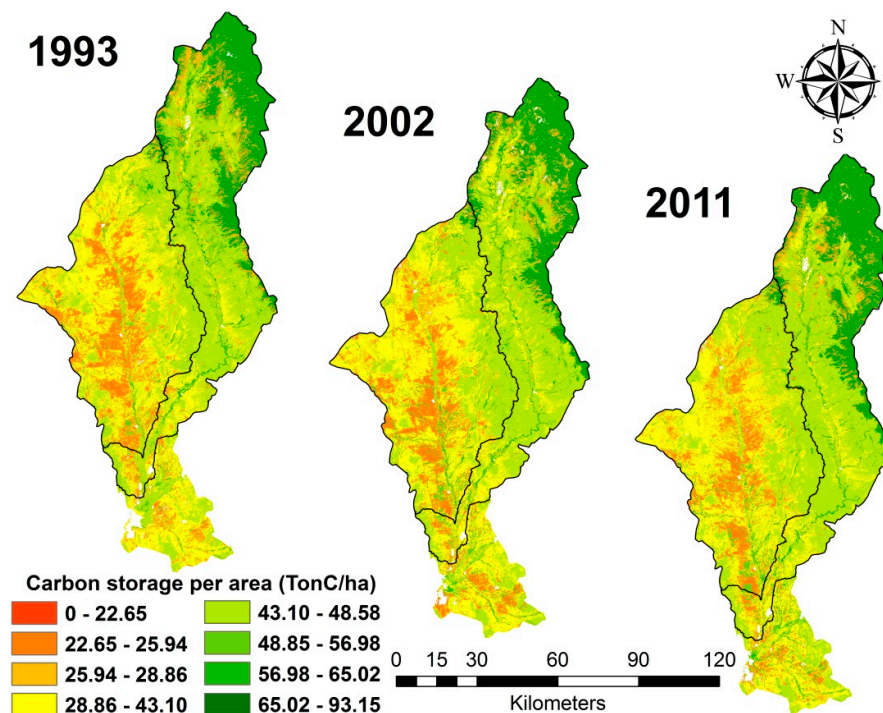 1993
2002
2011
N
W
S
Carbon storage per area (TonC/ha)
0 - 22.65
22.65 - 25.94
25.94 - 28.86
28.86 - 43.10
43.10 - 48.58
48.85 - 56.98
56.98 - 65.02
65.02 - 93.15
0 15 30 60 90 120
Kilometers